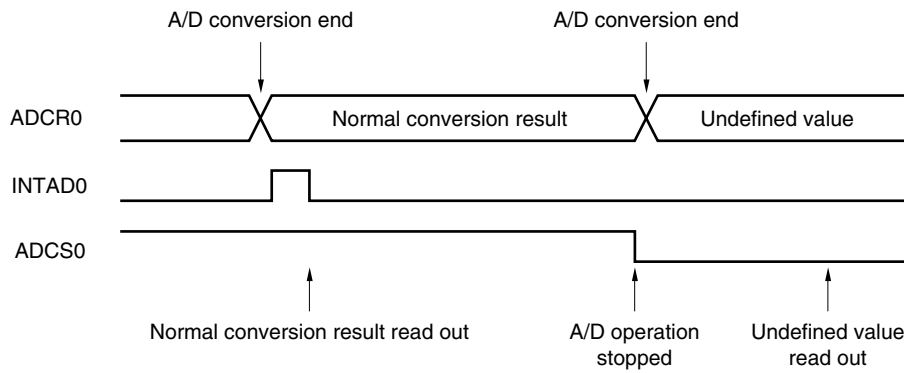 A/D conversion end
A/D conversion end
ADCR0
Normal conversion result
Undefined value
INTAD0
ADCS0
Normal conversion result read out
A/D operation
stopped
Undefined value
read out